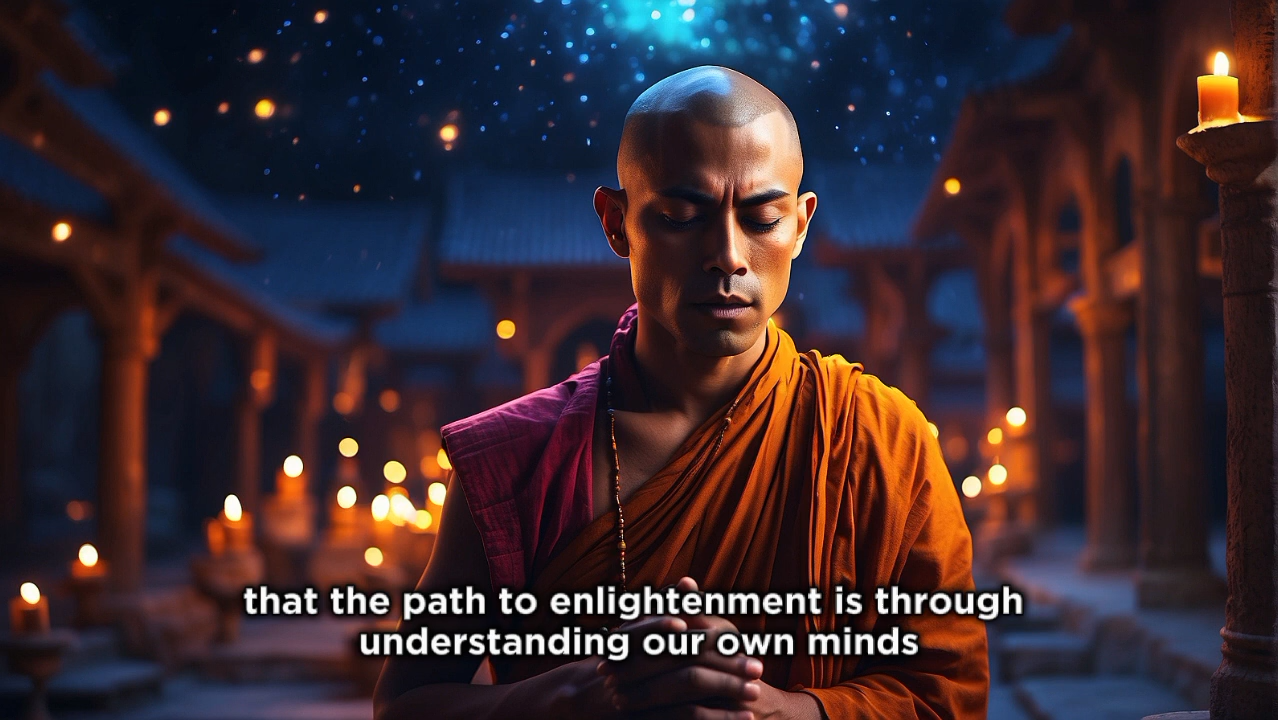 that the path to enlightenment is through
understanding our own minds